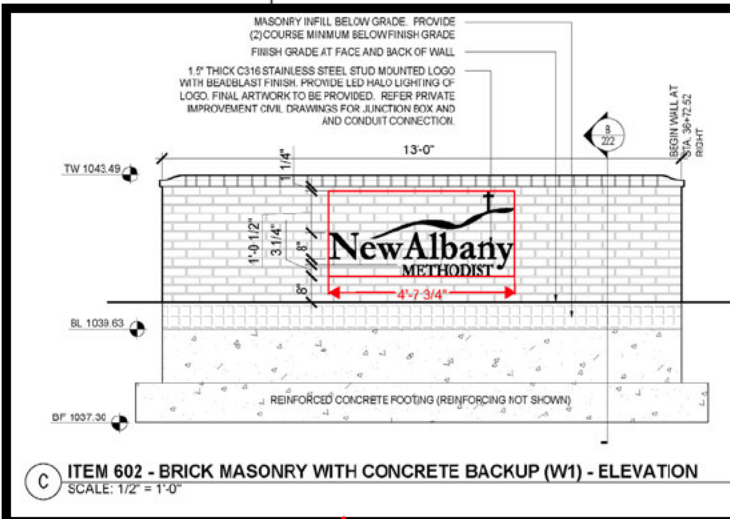 MASONRY INFILL BELOW GRADE. PROVIDE
(2) COURSE MINIMUM BELOW FINISH GRADE
FINISH GRADE AT FACE AND BACK OF WALL
1.5" THICK C316 STAINLESS STEEL STUD MOUNTED LOGO
WITH BEADBLAST FINISH. PROVIDE LED HALO LIGHTING OF
LOGO. FINAL ARTWORK TO BE PROVIDED. REFER PRIVATE
IMPROVEMENT CIVIL DRAWINGS FOR JUNCTION BOX AND
AND CONDUIT CONNECTION.
BEGIN WALL AT
STA. 36+72.52
RIGHT
B
222
13'-0"
TW 1043.49
1 1/4"
1'-0 1/2"
3 1/4"
8"
8"
NewAlbany
METHODIST
4'-7 3/4"
BL 1039.63
REINFORCED CONCRETE FOOTING (REINFORCING NOT SHOWN)
BF 1037.30
C
ITEM 602 - BRICK MASONRY WITH CONCRETE BACKUP (W1) - ELEVATION
SCALE: 1/2" = 1'-0"